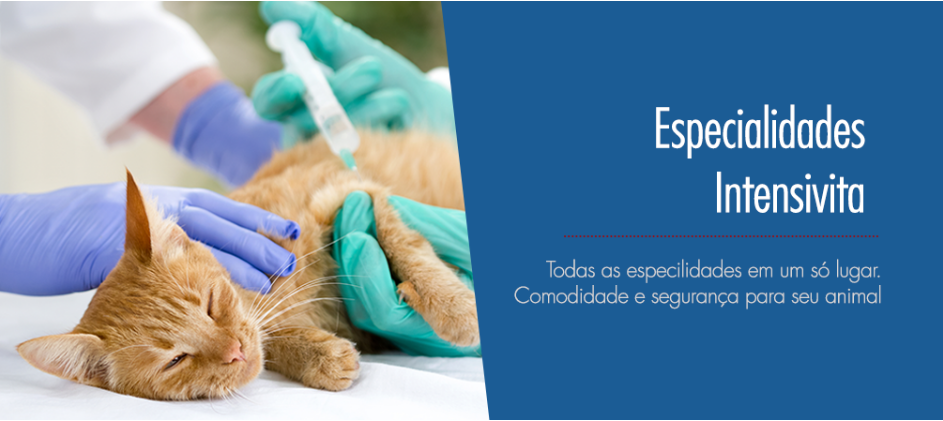 Especialidades
Intensivita
Todas as especilidades em um só lugar.
Comodidade e segurança para seu animal